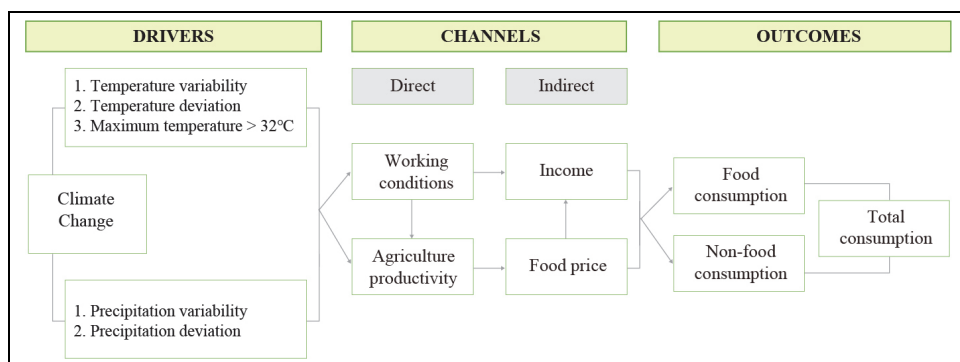 DRIVERS
CHANNELS
OUTCOMES
Direct
Indirect
1. Temperature variability
2. Temperature deviation
3. Maximum temperature > 32°C
Climate
Change
1. Precipitation variability
2. Precipitation deviation
Working
conditions
Income
Agriculture
productivity
Food price
Food
consumption
Non-food
consumption
Total
consumption